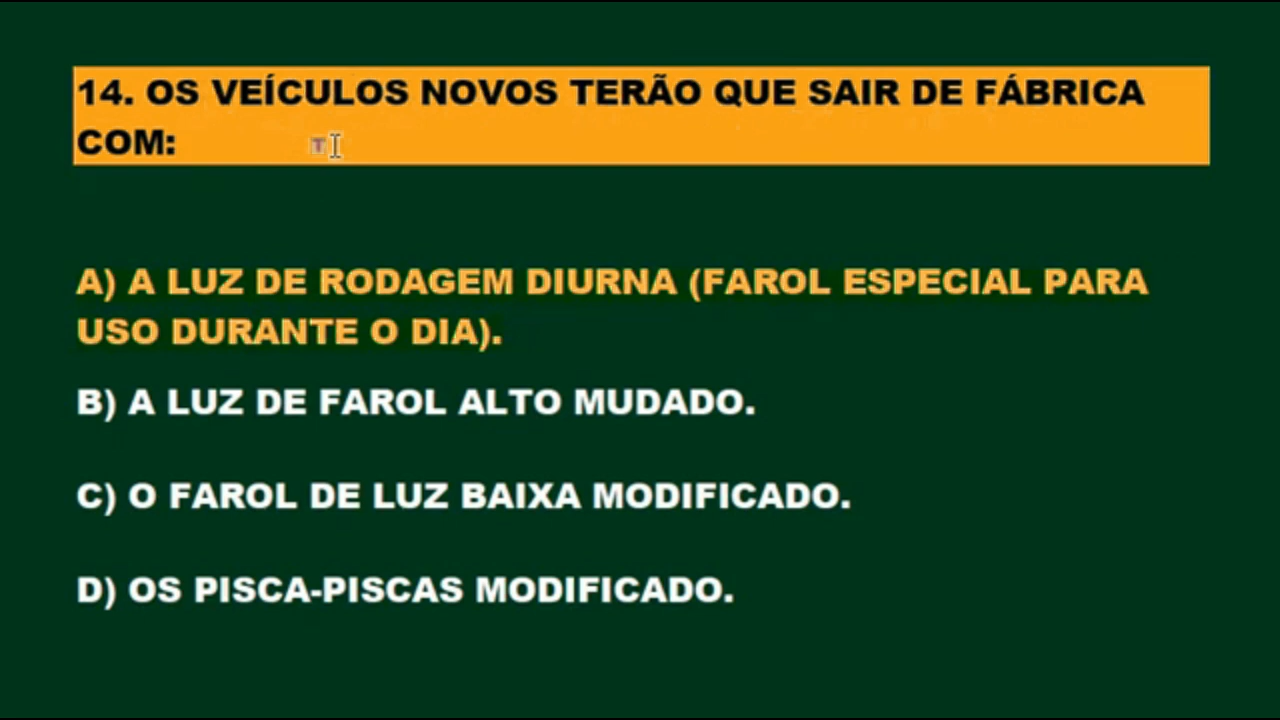 14. OS VEÍCULOS NOVOS TERÃO QUE SAIR DE FÁBRICA
COM:
A) A LUZ DE RODAGEM DIURNA (FAROL ESPECIAL PARA
USO DURANTE O DIA).
B) A LUZ DE FAROL ALTO MUDADO.
C) O FAROL DE LUZ BAIXA MODIFICADO.
D) OS PISCA-PISCAS MODIFICADO.